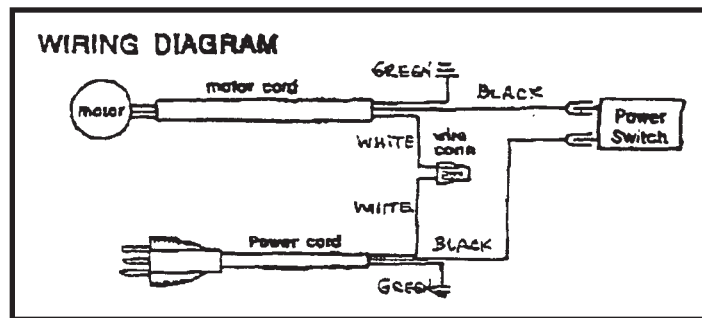 WIRING DIAGRAM
GREEN
motor cord
BLACK
motor
Power
Switch
WHITE
wire
conn
WHITE
Power cord
BLACK
GREEN